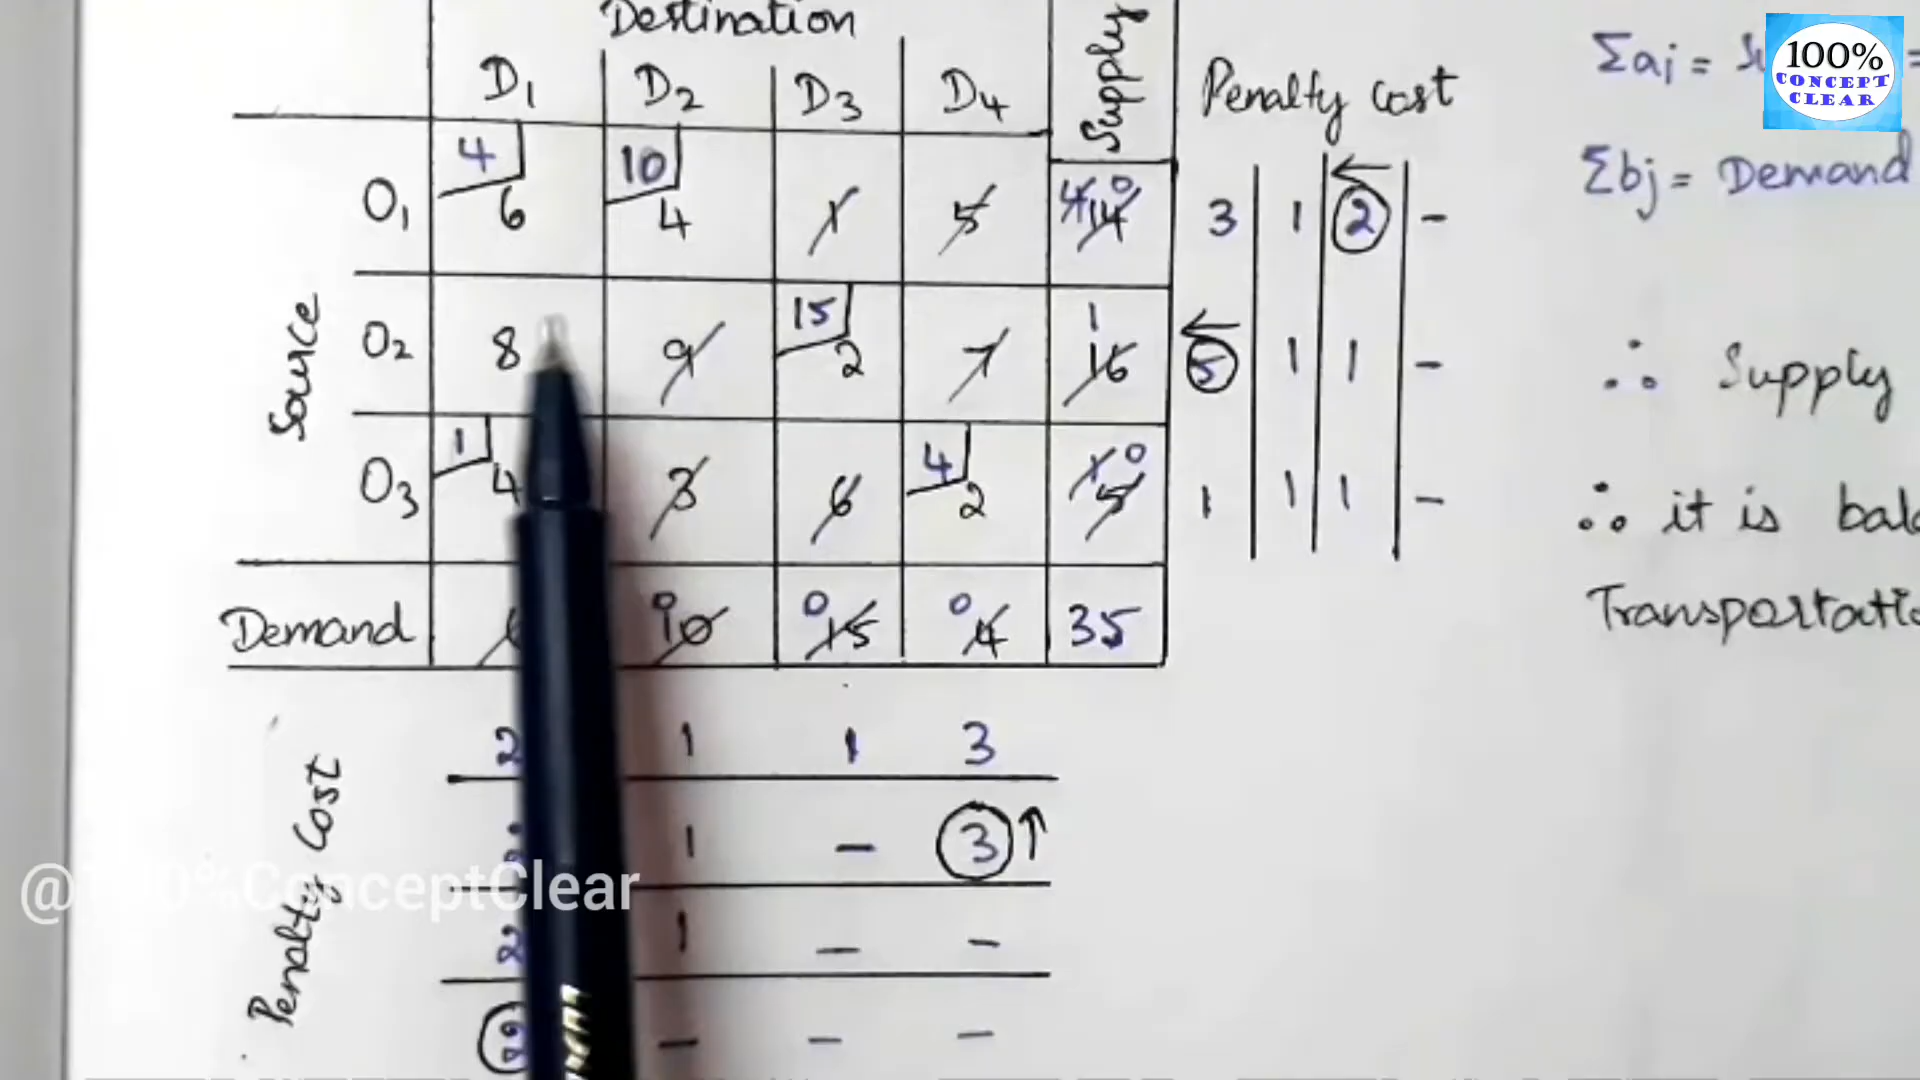 Destination
Supply
D1 D2 D3 D4
Penalty Cost
O1 4 6 10 4 1 5 4 0 14 3 1 2 -
Source
O2 8 9 15 2 7 1 16 5 1 1 -
O3 1 4 3 6 4 2 1 0 5 1 1 1 -
Demand 0 10 0 15 0 4 35
Penalty Cost
2 1 1 3
1 - 3
2 1 - -
- - -
Σai =
Σbj = Demand
∴ Supply
∴ it is
100%
CONCEPT
CLEAR
@100%ConceptClear